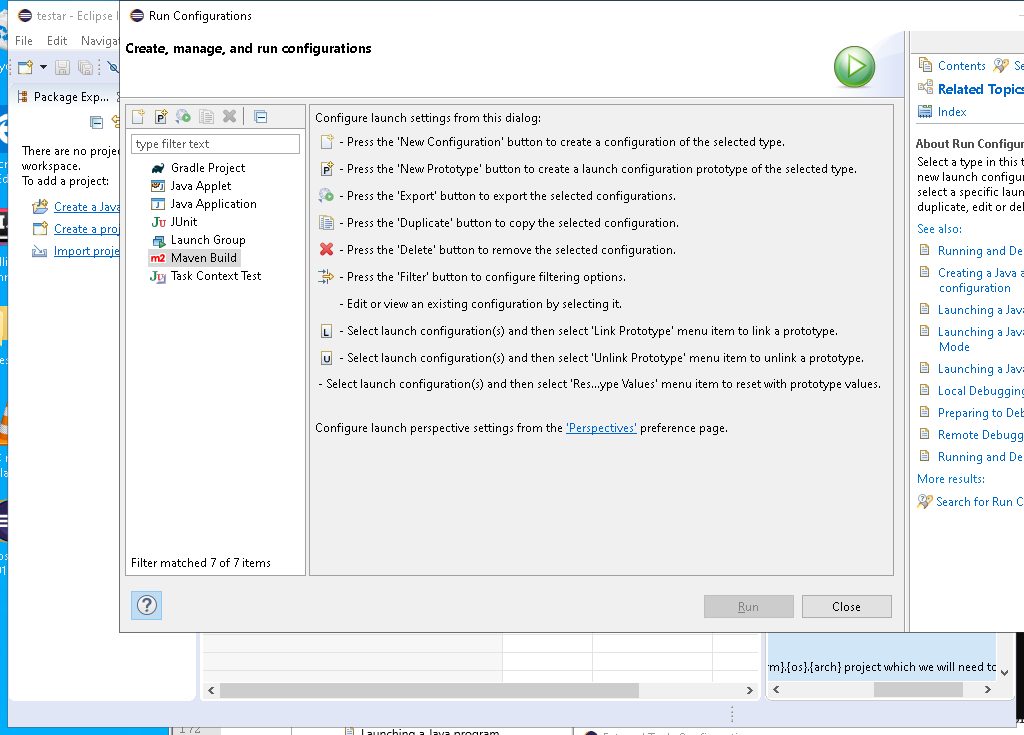 testar - Eclipse I
Run Configurations
File Edit Naviga
Create, manage, and run configurations
Package Exp...
There are no proje
workspace.
To add a project:
Create a Java
Create a proj
Import proje
type filter text
Gradle Project
Java Applet
Java Application
JUnit
Launch Group
Maven Build
Task Context Test
Filter matched 7 of 7 items
Configure launch settings from this dialog:
- Press the 'New Configuration' button to create a configuration of the selected type.
- Press the 'New Prototype' button to create a launch configuration prototype of the selected type.
- Press the 'Export' button to export the selected configurations.
- Press the 'Duplicate' button to copy the selected configuration.
- Press the 'Delete' button to remove the selected configuration.
- Press the 'Filter' button to configure filtering options.
- Edit or view an existing configuration by selecting it.
- Select launch configuration(s) and then select 'Link Prototype' menu item to link a prototype.
- Select launch configuration(s) and then select 'Unlink Prototype' menu item to unlink a prototype.
- Select launch configuration(s) and then select 'Res...ype Values' menu item to reset with prototype values.
Configure launch perspective settings from the 'Perspectives' preference page.
Run
Close
Contents Se
Related Topics
Index
About Run Configur
Select a type in this t
new launch configur
select a specific laun
duplicate, edit or del
See also:
Running and De
Creating a Java a
configuration
Launching a Java
Launching a Java
Mode
Launching a Java
Local Debugging
Preparing to Deb
Remote Debugg
Running and De
More results:
Search for Run C
rm}.{os}.{arch} project which we will need to
172
Launching a Java program
External Tools Configuratio